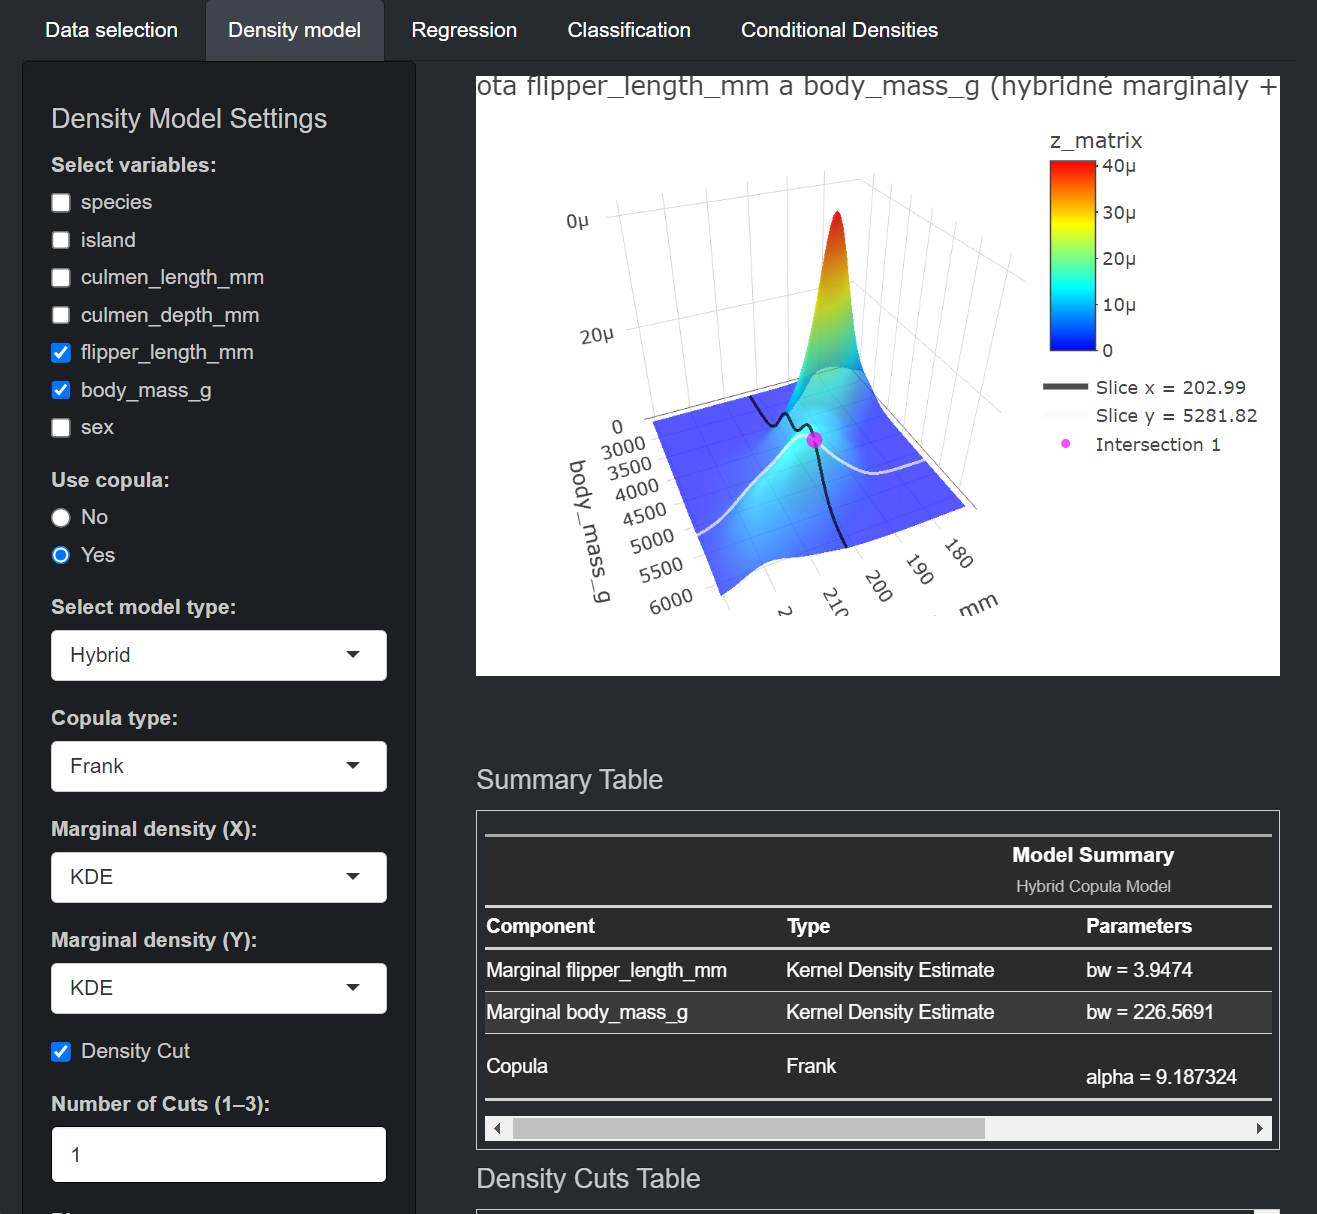 Data selection
Density model
Regression
Classification
Conditional Densities
Density Model Settings
Select variables:
species
island
culmen_length_mm
culmen_depth_mm
flipper_length_mm
body_mass_g
sex
Use copula:
No
Yes
Select model type:
Hybrid
Copula type:
Frank
Marginal density (X):
KDE
Marginal density (Y):
KDE
Density Cut
Number of Cuts (1–3):
1
ota flipper_length_mm a body_mass_g (hybridné marginály +
z_matrix
40µ
30µ
20µ
10µ
0
Slice x = 202.99
Slice y = 5281.82
Intersection 1
0µ
20µ
0
3000
3500
4000
4500
5000
5500
6000
body_mass_g
2
210
200
190
180
mm
Summary Table
Model Summary
Hybrid Copula Model
Component Type Parameters
Marginal flipper_length_mm Kernel Density Estimate bw = 3.9474
Marginal body_mass_g Kernel Density Estimate bw = 226.5691
Copula Frank alpha = 9.187324
Density Cuts Table